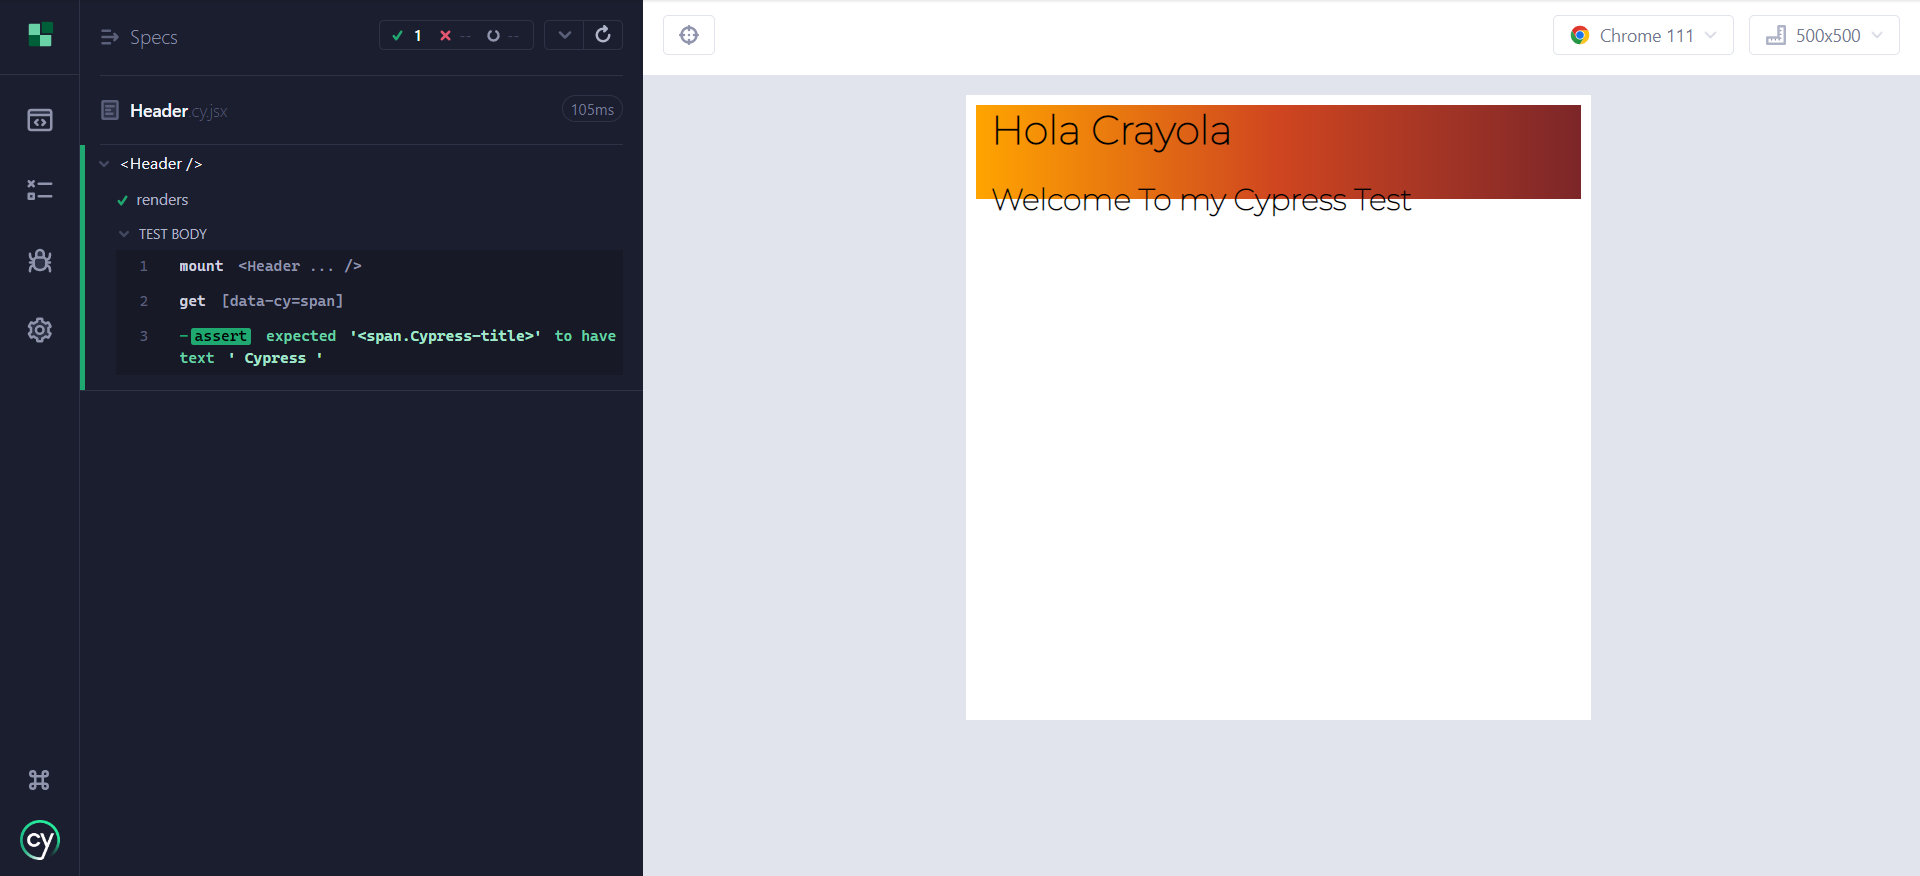 Specs
1 -- --
Header.cy.jsx
105ms
<Header />
renders
TEST BODY
1 mount <Header ... />
2 get [data-cy=span]
3 -assert expected '<span.Cypress-title>' to have
text ' Cypress '
cy
Chrome 111
500x500
Hola Crayola
Welcome To my Cypress Test